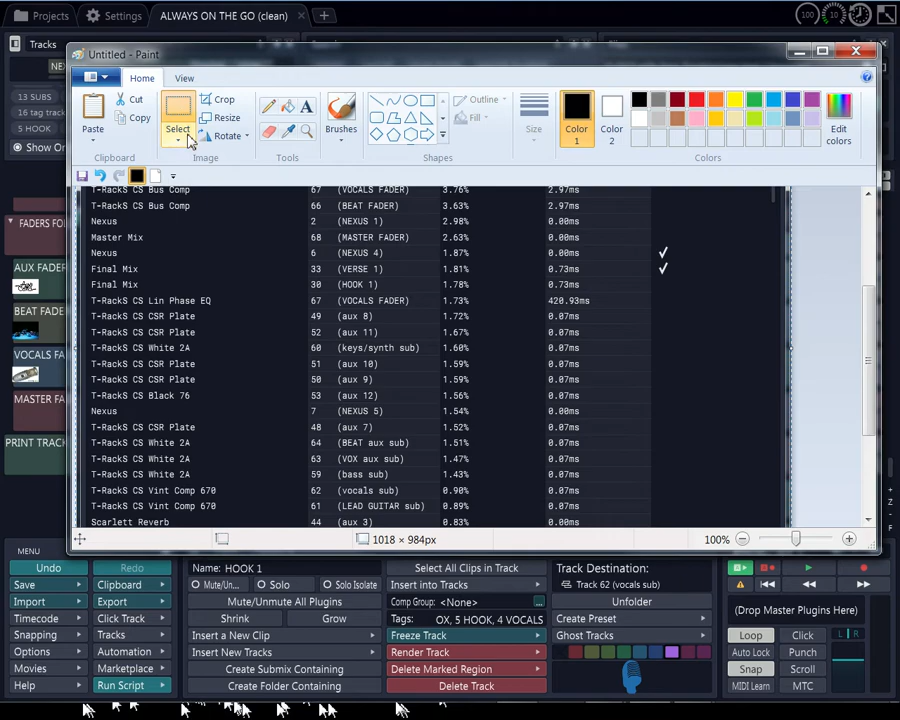 Projects Settings ALWAYS ON THE GO (clean) 100 10
Tracks
Untitled - Paint
Home View
Paste Cut Copy Select Crop Resize Rotate Brushes Outline Fill Size Color 1 Color 2 Edit colors
Clipboard Image Tools Shapes Colors
13 SUBS
16 tag track
5 HOOK
Show On
FADERS FOL
AUX FADER
BEAT FADER
VOCALS FA
MASTER FA
PRINT TRACK
T-RackS CS Bus Comp 67 (VOCALS FADER) 3.76% 2.97ms
T-RackS CS Bus Comp 66 (BEAT FADER) 3.63% 2.97ms
Nexus 2 (NEXUS 1) 2.98% 0.00ms
Master Mix 68 (MASTER FADER) 2.63% 0.00ms
Nexus 6 (NEXUS 4) 1.87% 0.00ms
Final Mix 33 (VERSE 1) 1.81% 0.73ms
Final Mix 30 (HOOK 1) 1.78% 0.73ms
T-RackS CS Lin Phase EQ 67 (VOCALS FADER) 1.73% 420.93ms
T-RackS CS CSR Plate 49 (aux 8) 1.72% 0.07ms
T-RackS CS CSR Plate 52 (aux 11) 1.67% 0.07ms
T-RackS CS White 2A 60 (keys/synth sub) 1.60% 0.07ms
T-RackS CS CSR Plate 51 (aux 10) 1.59% 0.07ms
T-RackS CS CSR Plate 50 (aux 9) 1.59% 0.07ms
T-RackS CS Black 76 53 (aux 12) 1.56% 0.07ms
Nexus 7 (NEXUS 5) 1.54% 0.00ms
T-RackS CS CSR Plate 48 (aux 7) 1.52% 0.07ms
T-RackS CS White 2A 64 (BEAT aux sub) 1.51% 0.07ms
T-RackS CS White 2A 63 (VOX aux sub) 1.47% 0.07ms
T-RackS CS White 2A 59 (bass sub) 1.43% 0.07ms
T-RackS CS Vint Comp 670 62 (vocals sub) 0.90% 0.07ms
T-RackS CS Vint Comp 670 61 (LEAD GUITAR sub) 0.89% 0.07ms
Scarlett Reverb 44 (aux 3) 0.83% 0.07ms
1018 × 984px 100%
MENU
Undo Redo
Save Clipboard
Import Export
Timecode Click Track
Snapping Tracks
Options Automation
Movies Marketplace
Help Run Script
Name: HOOK 1
Mute/Un... Solo Solo Isolate
Mute/Unmute All Plugins
Shrink Grow
Insert a New Clip
Insert New Tracks
Create Submix Containing
Create Folder Containing
Select All Clips in Track
Insert into Tracks
Comp Group: <None> ...
Tags: OX, 5 HOOK, 4 VOCALS
Freeze Track
Render Track
Delete Marked Region
Delete Track
Track Destination:
Track 62 (vocals sub)
Unfolder
Create Preset
Ghost Tracks
(Drop Master Plugins Here)
Loop Click L R
Auto Lock Punch
Snap Scroll
MIDI Learn MTC